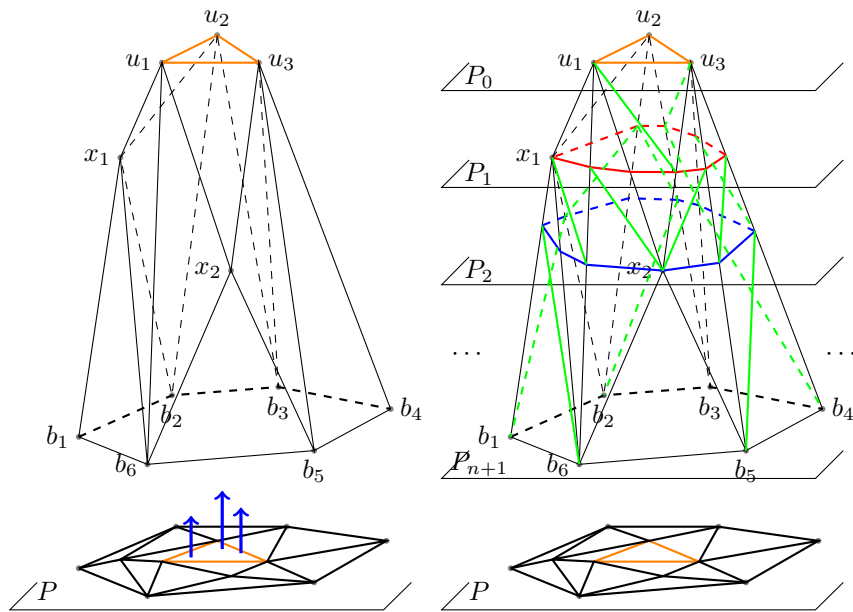 u₂ u₂
u₁ u₃ u₁ u₃
P₀
x₁ x₁
P₁
x₂ x₂
P₂
... ...
b₂ b₃ b₄ b₂ b₃ b₄
b₁ b₁
b₆ b₅ Pₙ₊₁ b₆ b₅
P P